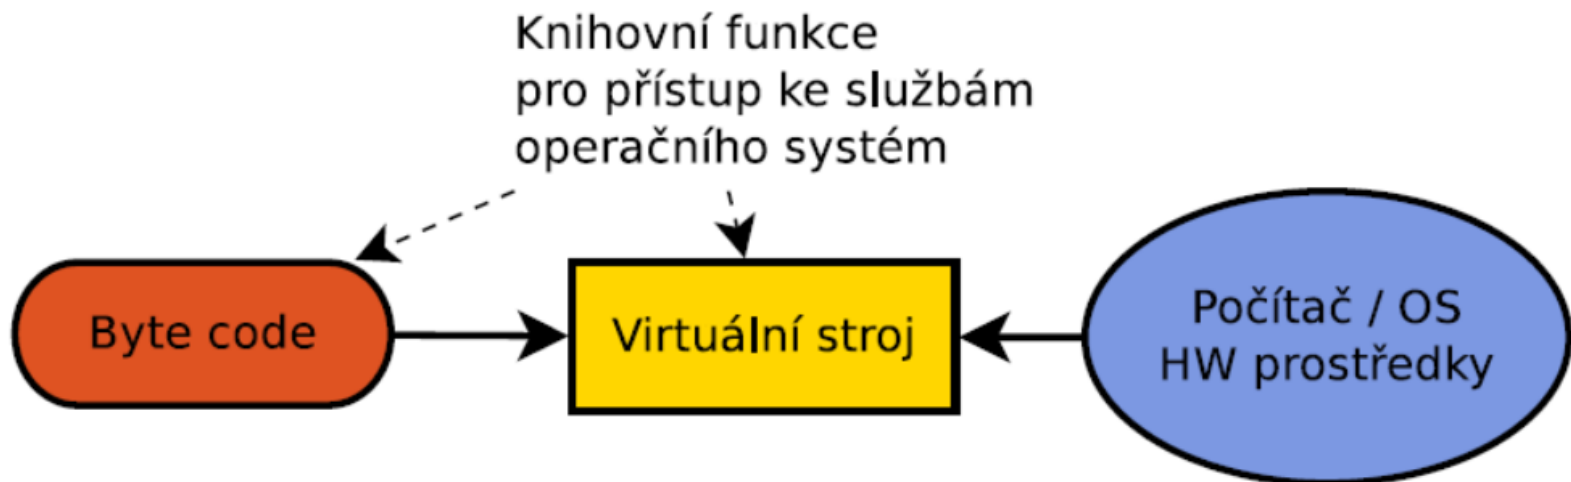 Knihovní funkce
pro přístup ke službám
operačního systém
Byte code
Virtuální stroj
Počítač / OS
HW prostředky